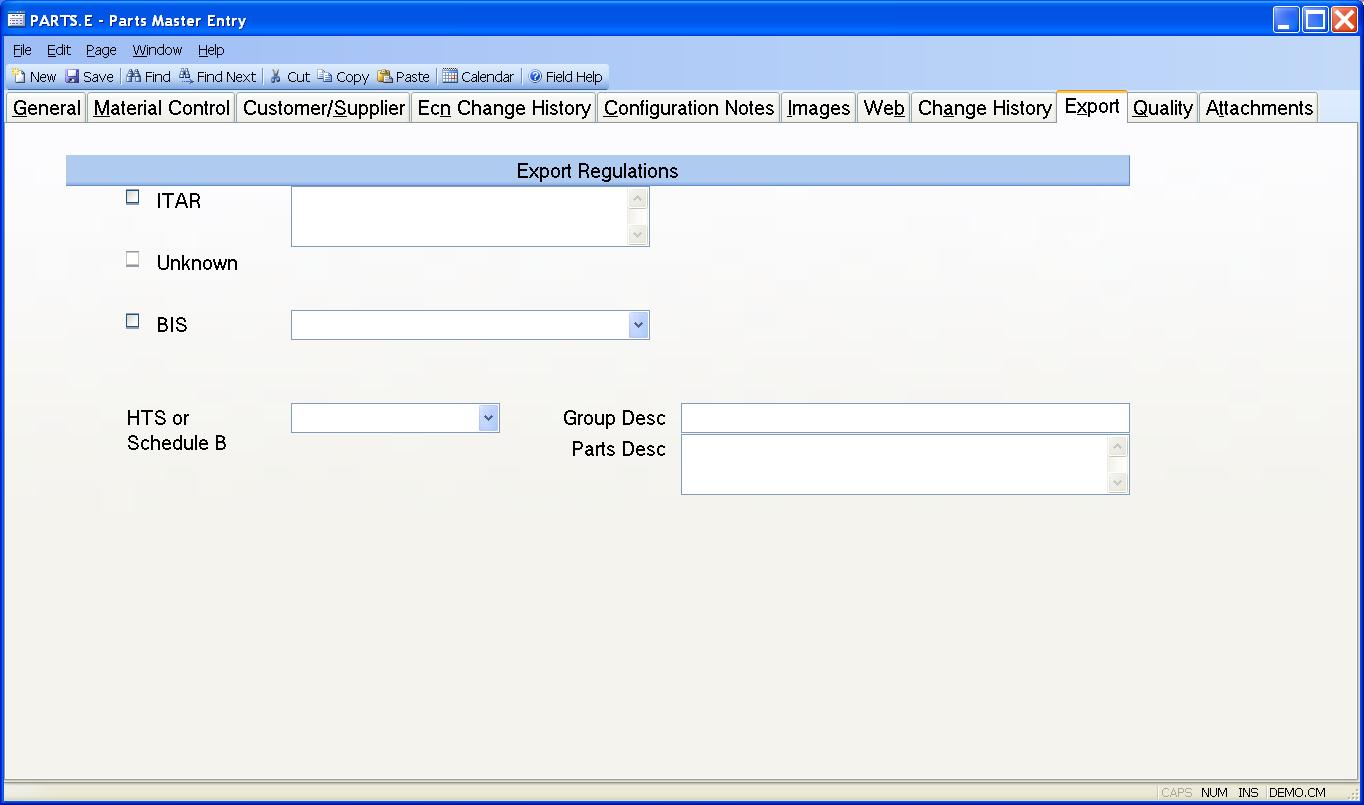 PARTS.E - Parts Master Entry
File Edit Page Window Help
New Save Find Find Next Cut Copy Paste Calendar Field Help
General Material Control Customer/Supplier Ecn Change History Configuration Notes Images Web Change History Export Quality Attachments
Export Regulations
ITAR
Unknown
BIS
HTS or
Schedule B
Group Desc
Parts Desc
CAPS NUM INS DEMO.CM